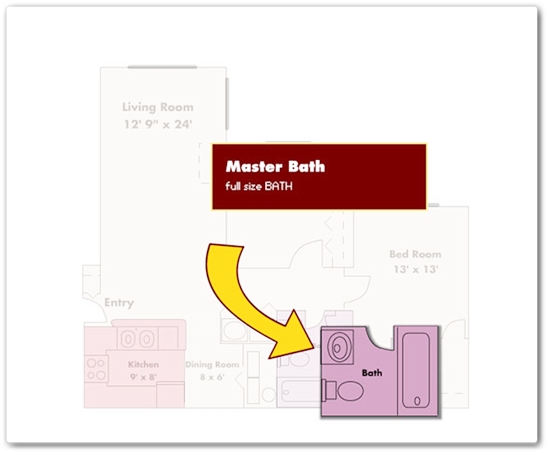 Living Room
12' 9" x 24'
Master Bath
full size BATH
Bed Room
13' x 13'
Entry
Kitchen
9' x 8'
Dining Room
8 x 6'
Bath